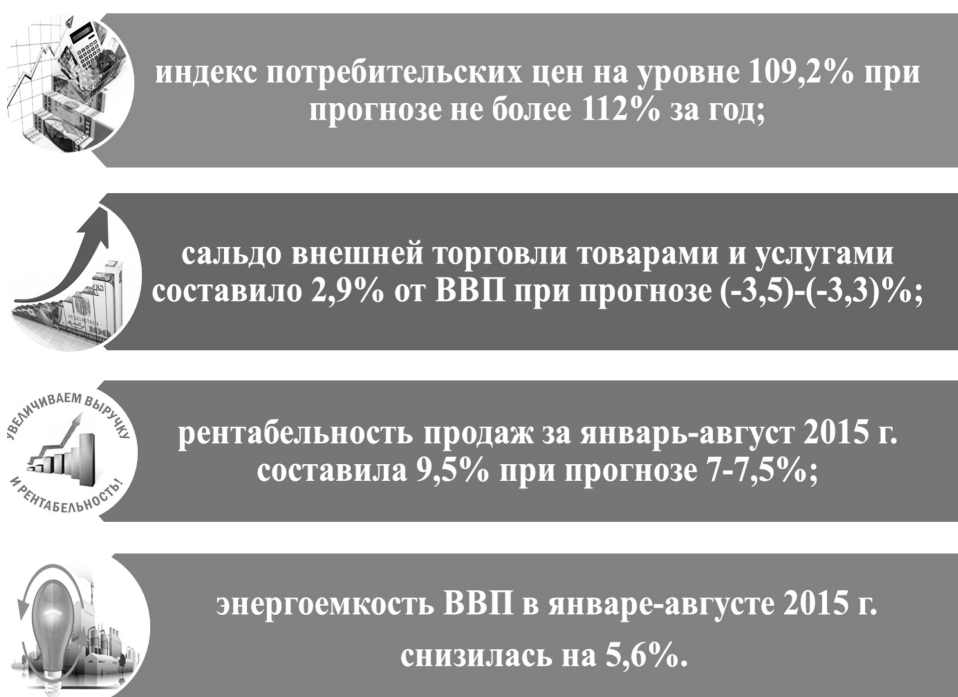 индекс потребительских цен на уровне 109,2% при
прогнозе не более 112% за год;
сальдо внешней торговли товарами и услугами
составило 2,9% от ВВП при прогнозе (-3,5)-(-3,3)%;
УВЕЛИЧИВАЕМ ВЫРУЧКУ
И РЕНТАБЕЛЬНОСТЬ!
рентабельность продаж за январь-август 2015 г.
составила 9,5% при прогнозе 7-7,5%;
энергоемкость ВВП в январе-августе 2015 г.
снизилась на 5,6%.